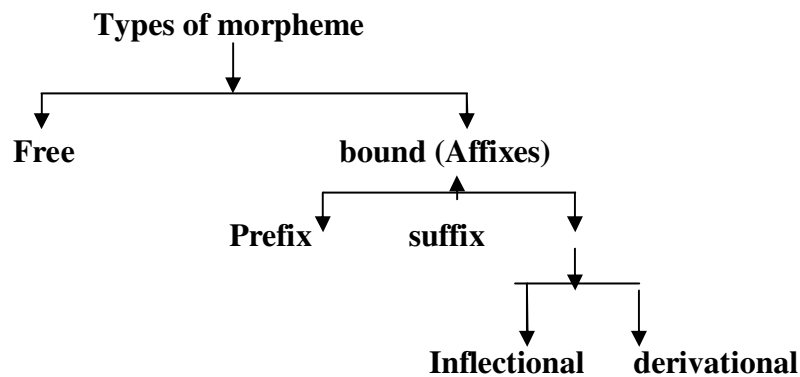 Types of morpheme
Free bound (Affixes)
Prefix suffix
Inflectional derivational